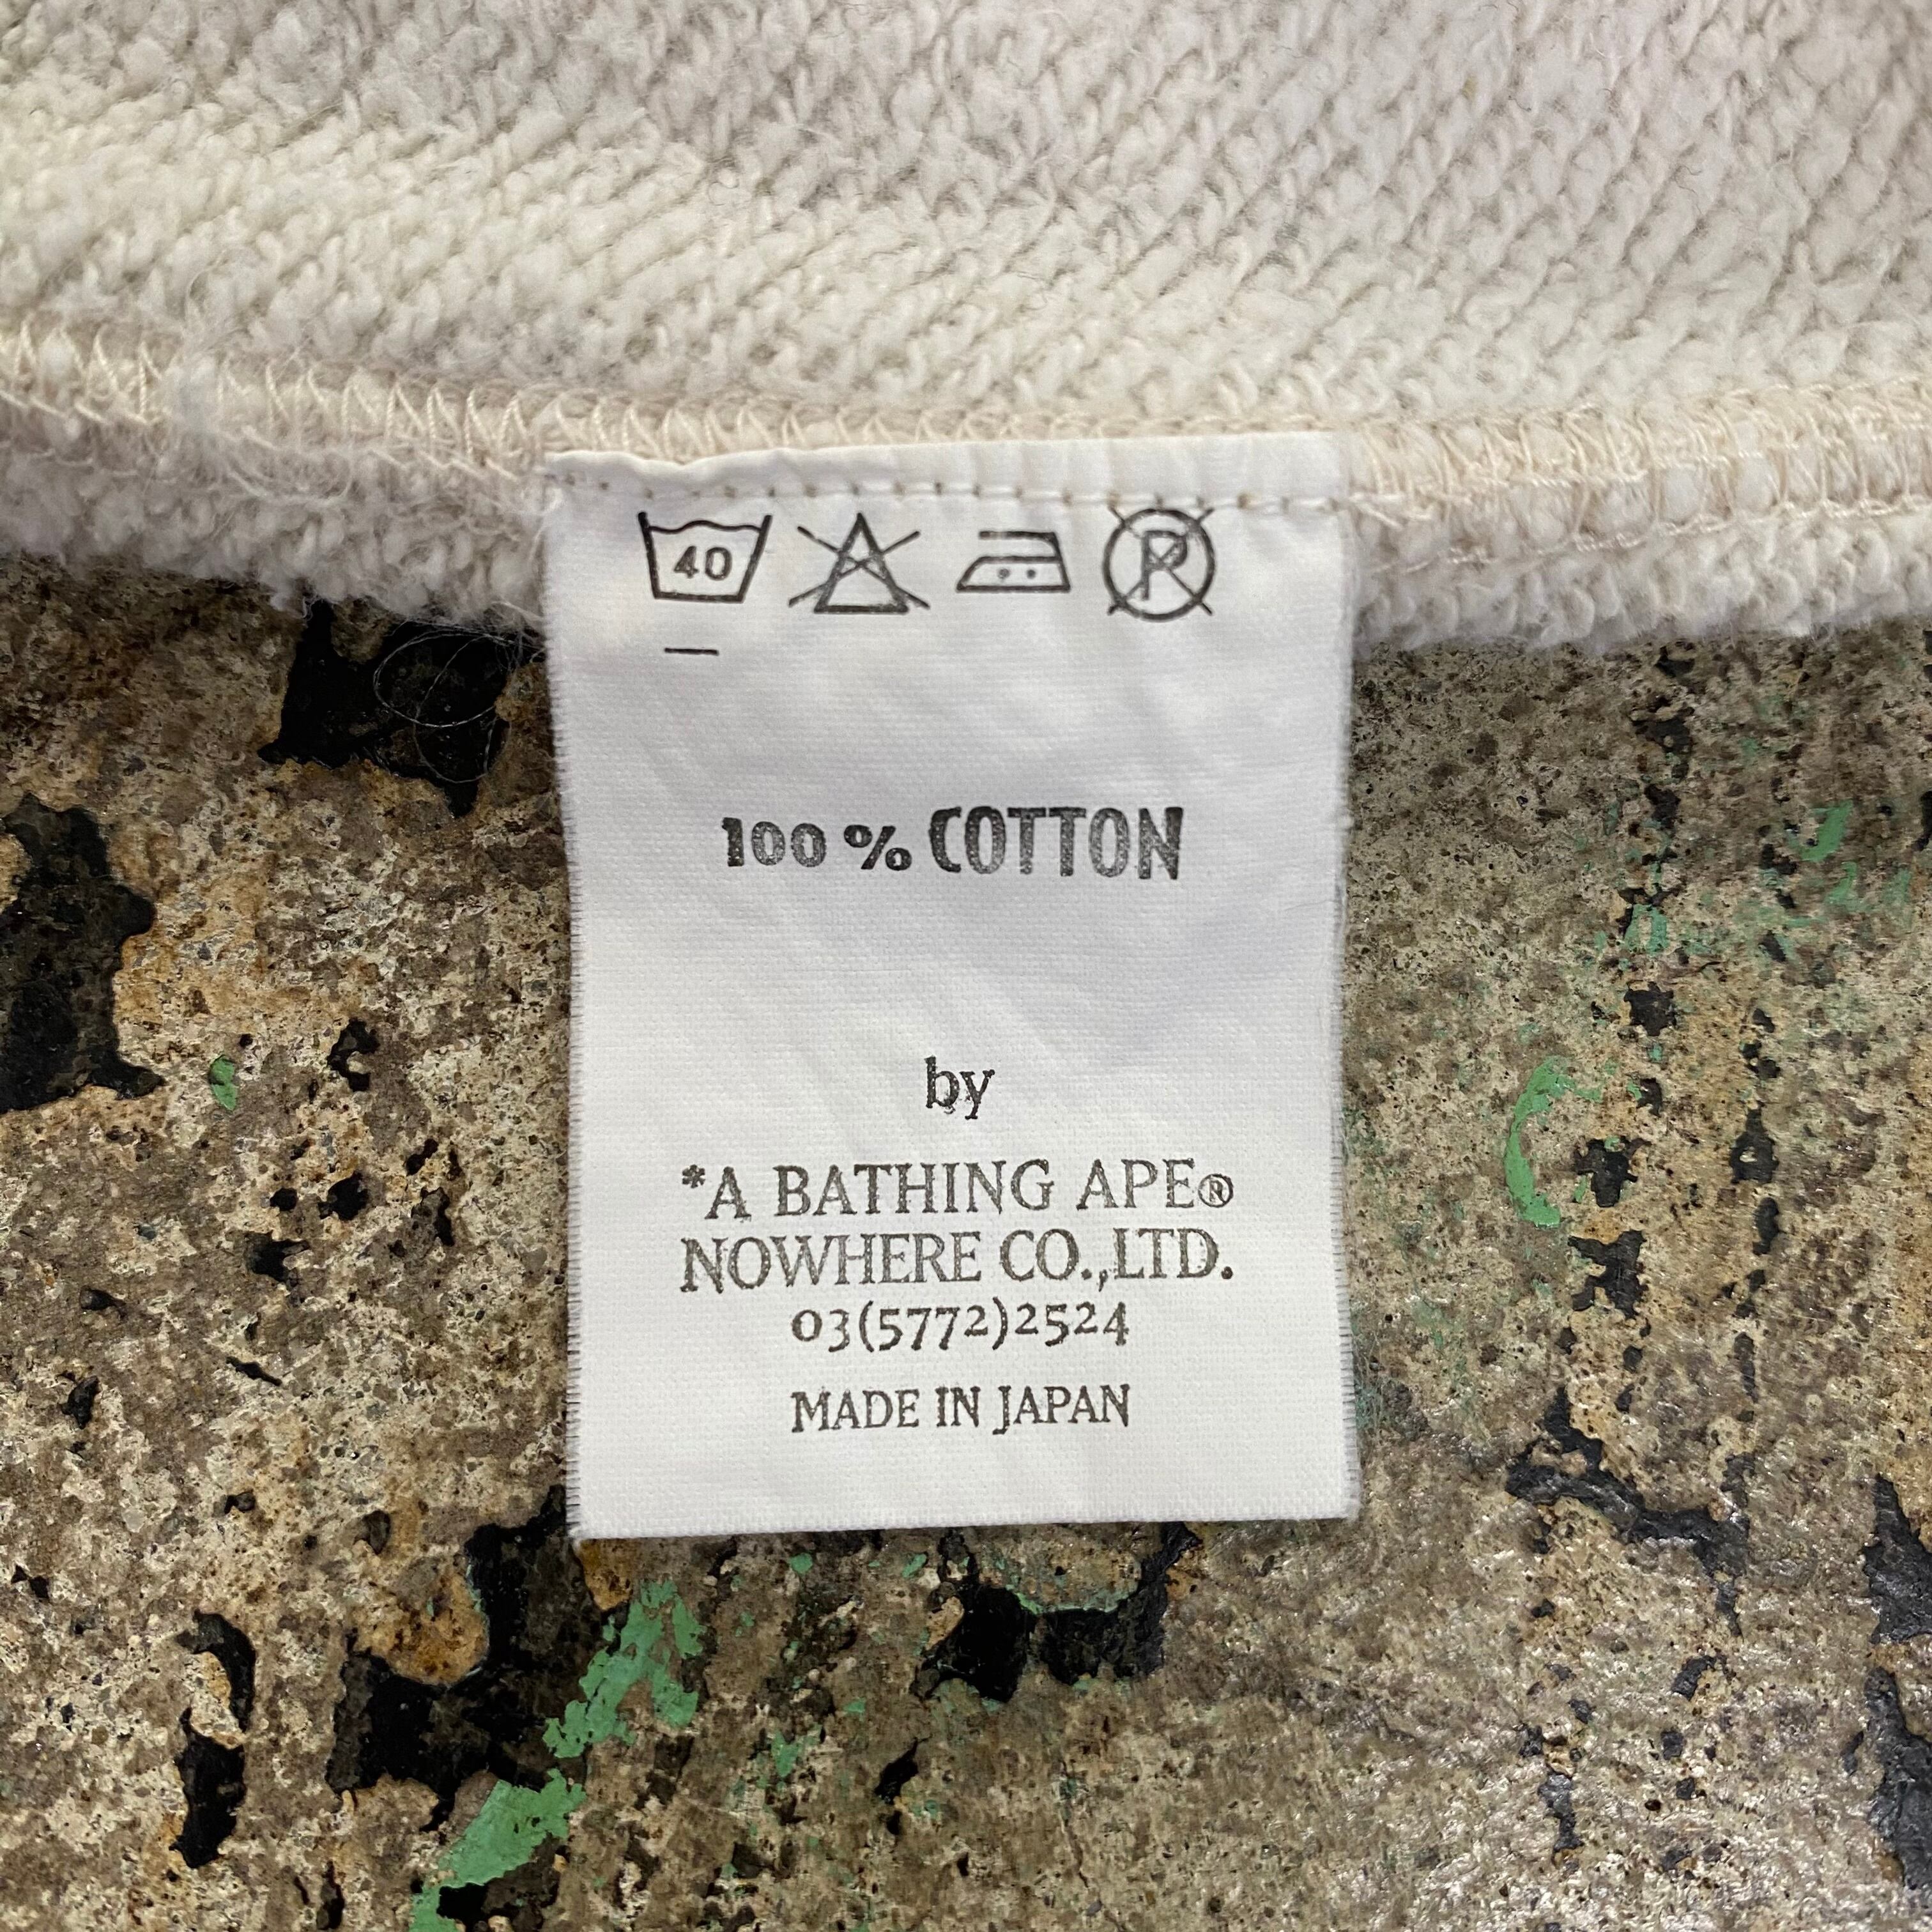 40
P
100 % COTTON
by
*A BATHING APE®
NOWHERE CO.,LTD.
03(5772)2524
MADE IN JAPAN